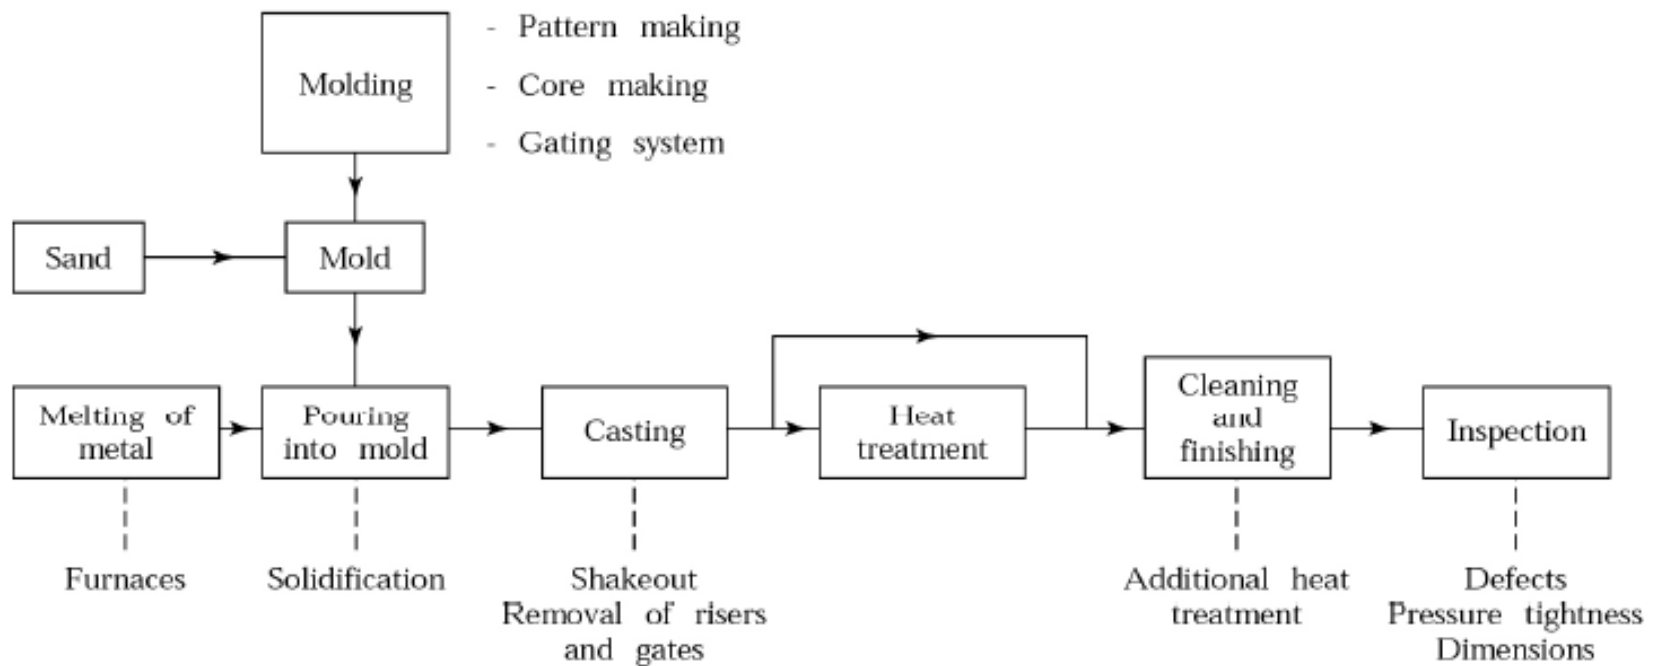 Molding
- Pattern making
- Core making
- Gating system
Sand
Mold
Melting of
metal
Pouring
into mold
Casting
Heat
treatment
Cleaning
and
finishing
Inspection
Furnaces
Solidification
Shakeout
Removal of risers
and gates
Additional heat
treatment
Defects
Pressure tightness
Dimensions